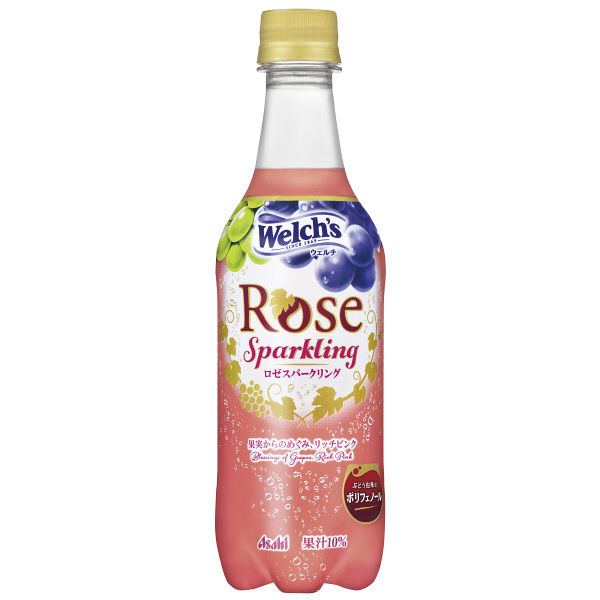 Welch's
SINCE 1869
ウェルチ
Rose
Sparkling
ロゼスパークリング
果実からのめぐみ、リッチピンク
Blessings of Grapes, Rich Pink
ぶどう由来の
ポリフェノール
Asahi 果汁10%